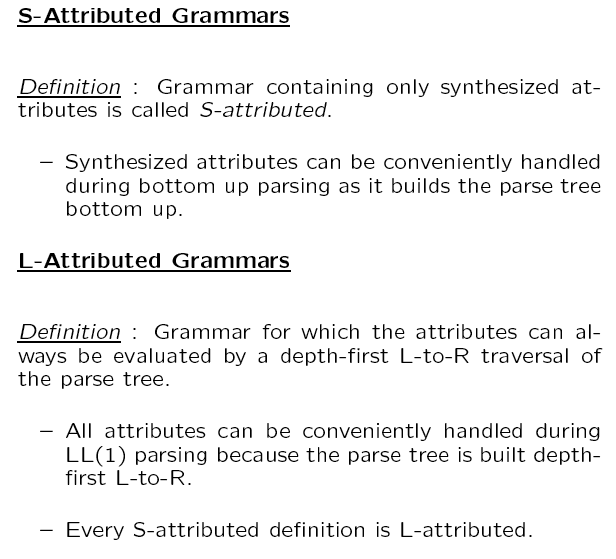 S-Attributed Grammars
Definition : Grammar containing only synthesized at-
tributes is called S-attributed.
– Synthesized attributes can be conveniently handled
during bottom up parsing as it builds the parse tree
bottom up.
L-Attributed Grammars
Definition : Grammar for which the attributes can al-
ways be evaluated by a depth-first L-to-R traversal of
the parse tree.
– All attributes can be conveniently handled during
LL(1) parsing because the parse tree is built depth-
first L-to-R.
– Every S-attributed definition is L-attributed.